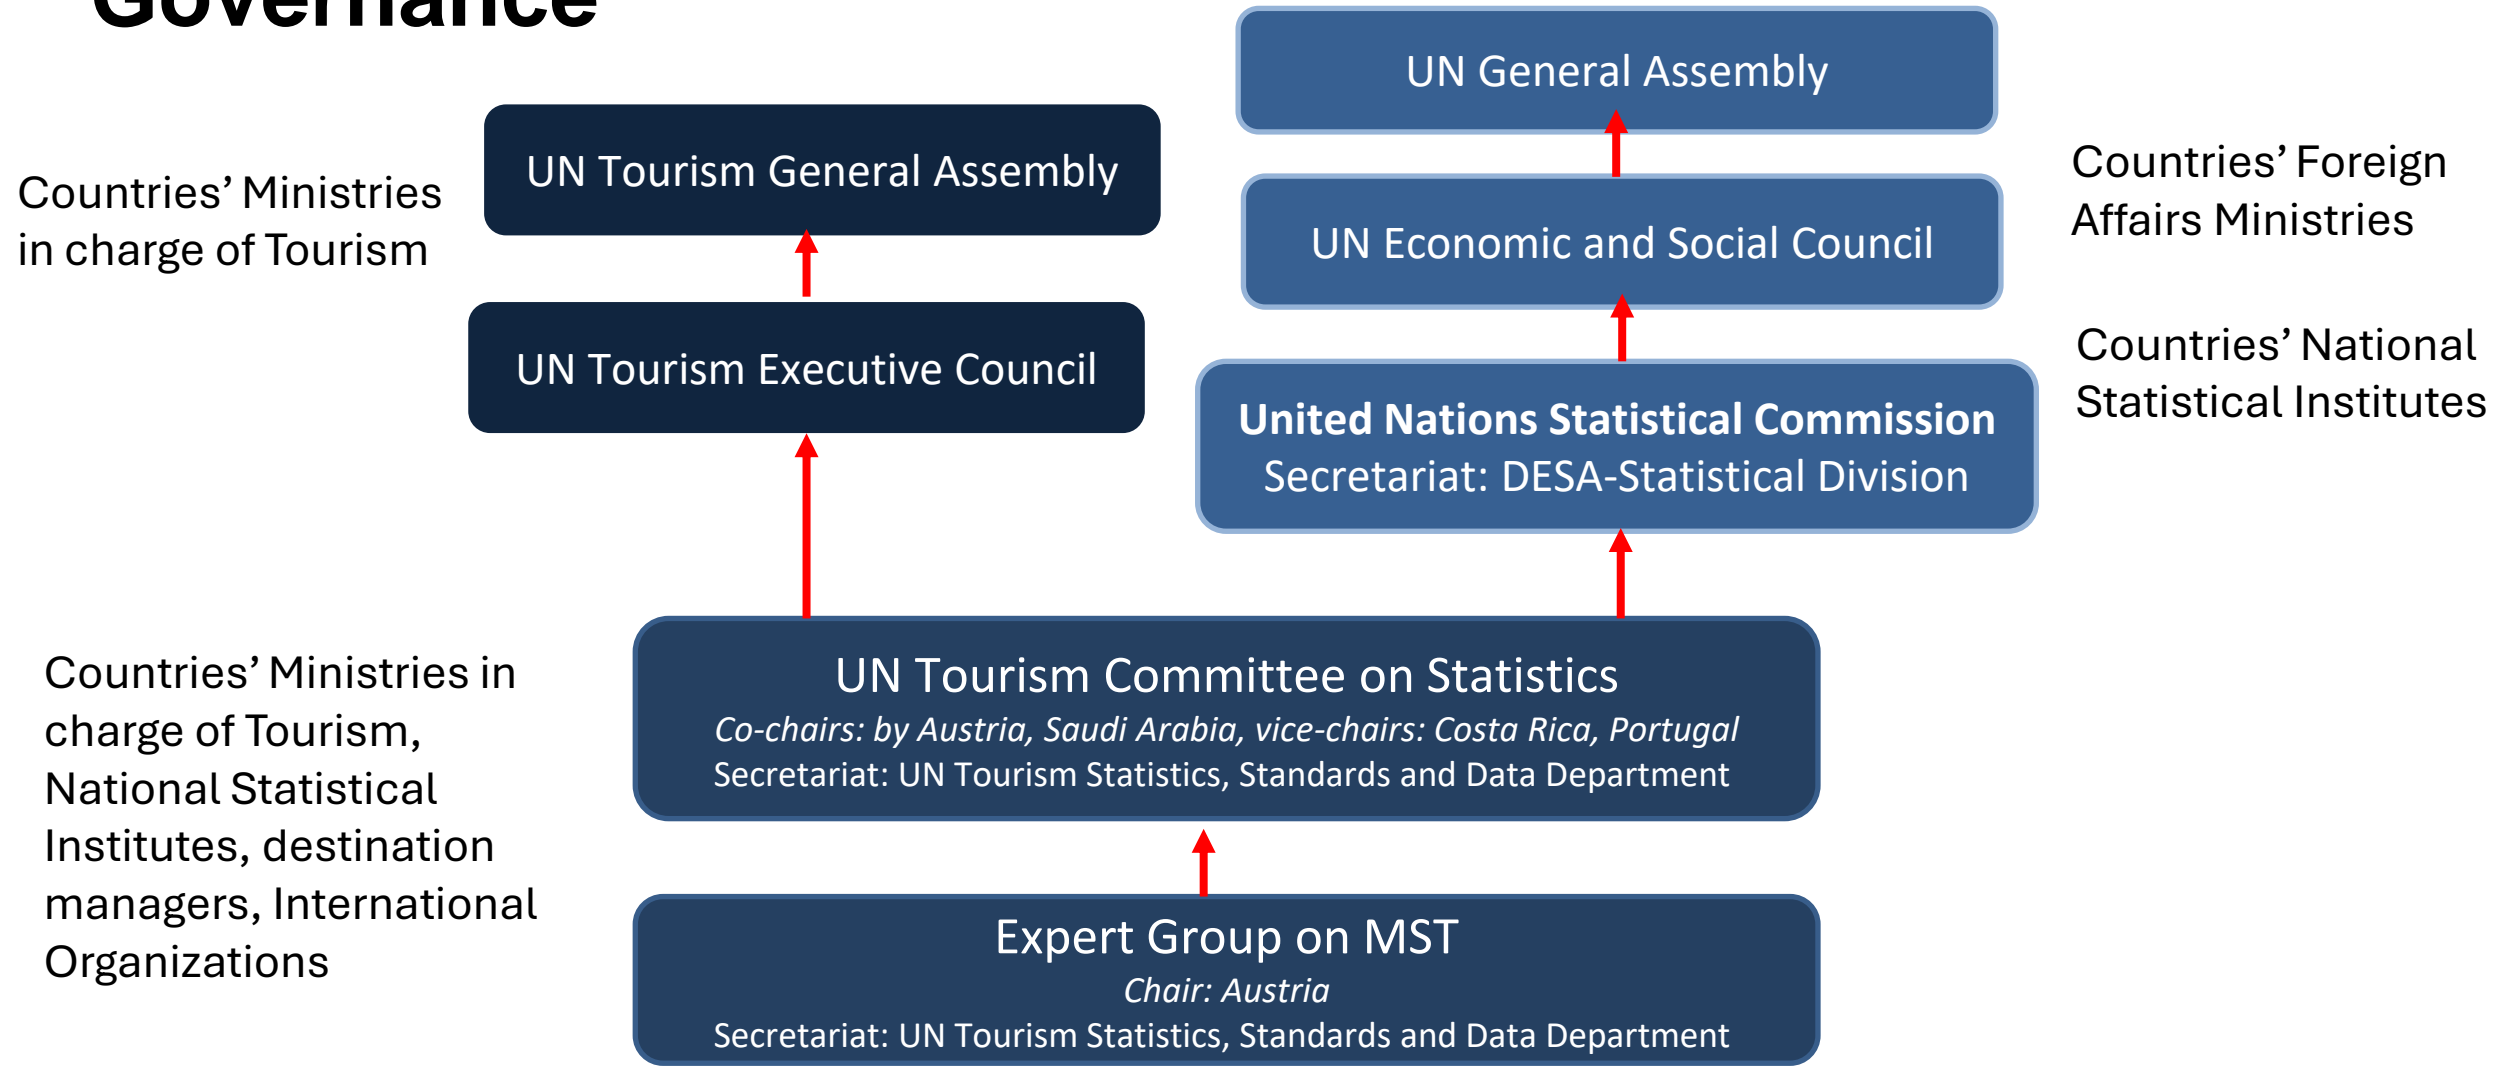 Governance
UN General Assembly
UN Tourism General Assembly
Countries’ Ministries
in charge of Tourism
Countries’ Foreign
Affairs Ministries
UN Economic and Social Council
UN Tourism Executive Council
Countries’ National
Statistical Institutes
United Nations Statistical Commission
Secretariat: DESA-Statistical Division
Countries’ Ministries in
charge of Tourism,
National Statistical
Institutes, destination
managers, International
Organizations
UN Tourism Committee on Statistics
Co-chairs: by Austria, Saudi Arabia, vice-chairs: Costa Rica, Portugal
Secretariat: UN Tourism Statistics, Standards and Data Department
Expert Group on MST
Chair: Austria
Secretariat: UN Tourism Statistics, Standards and Data Department